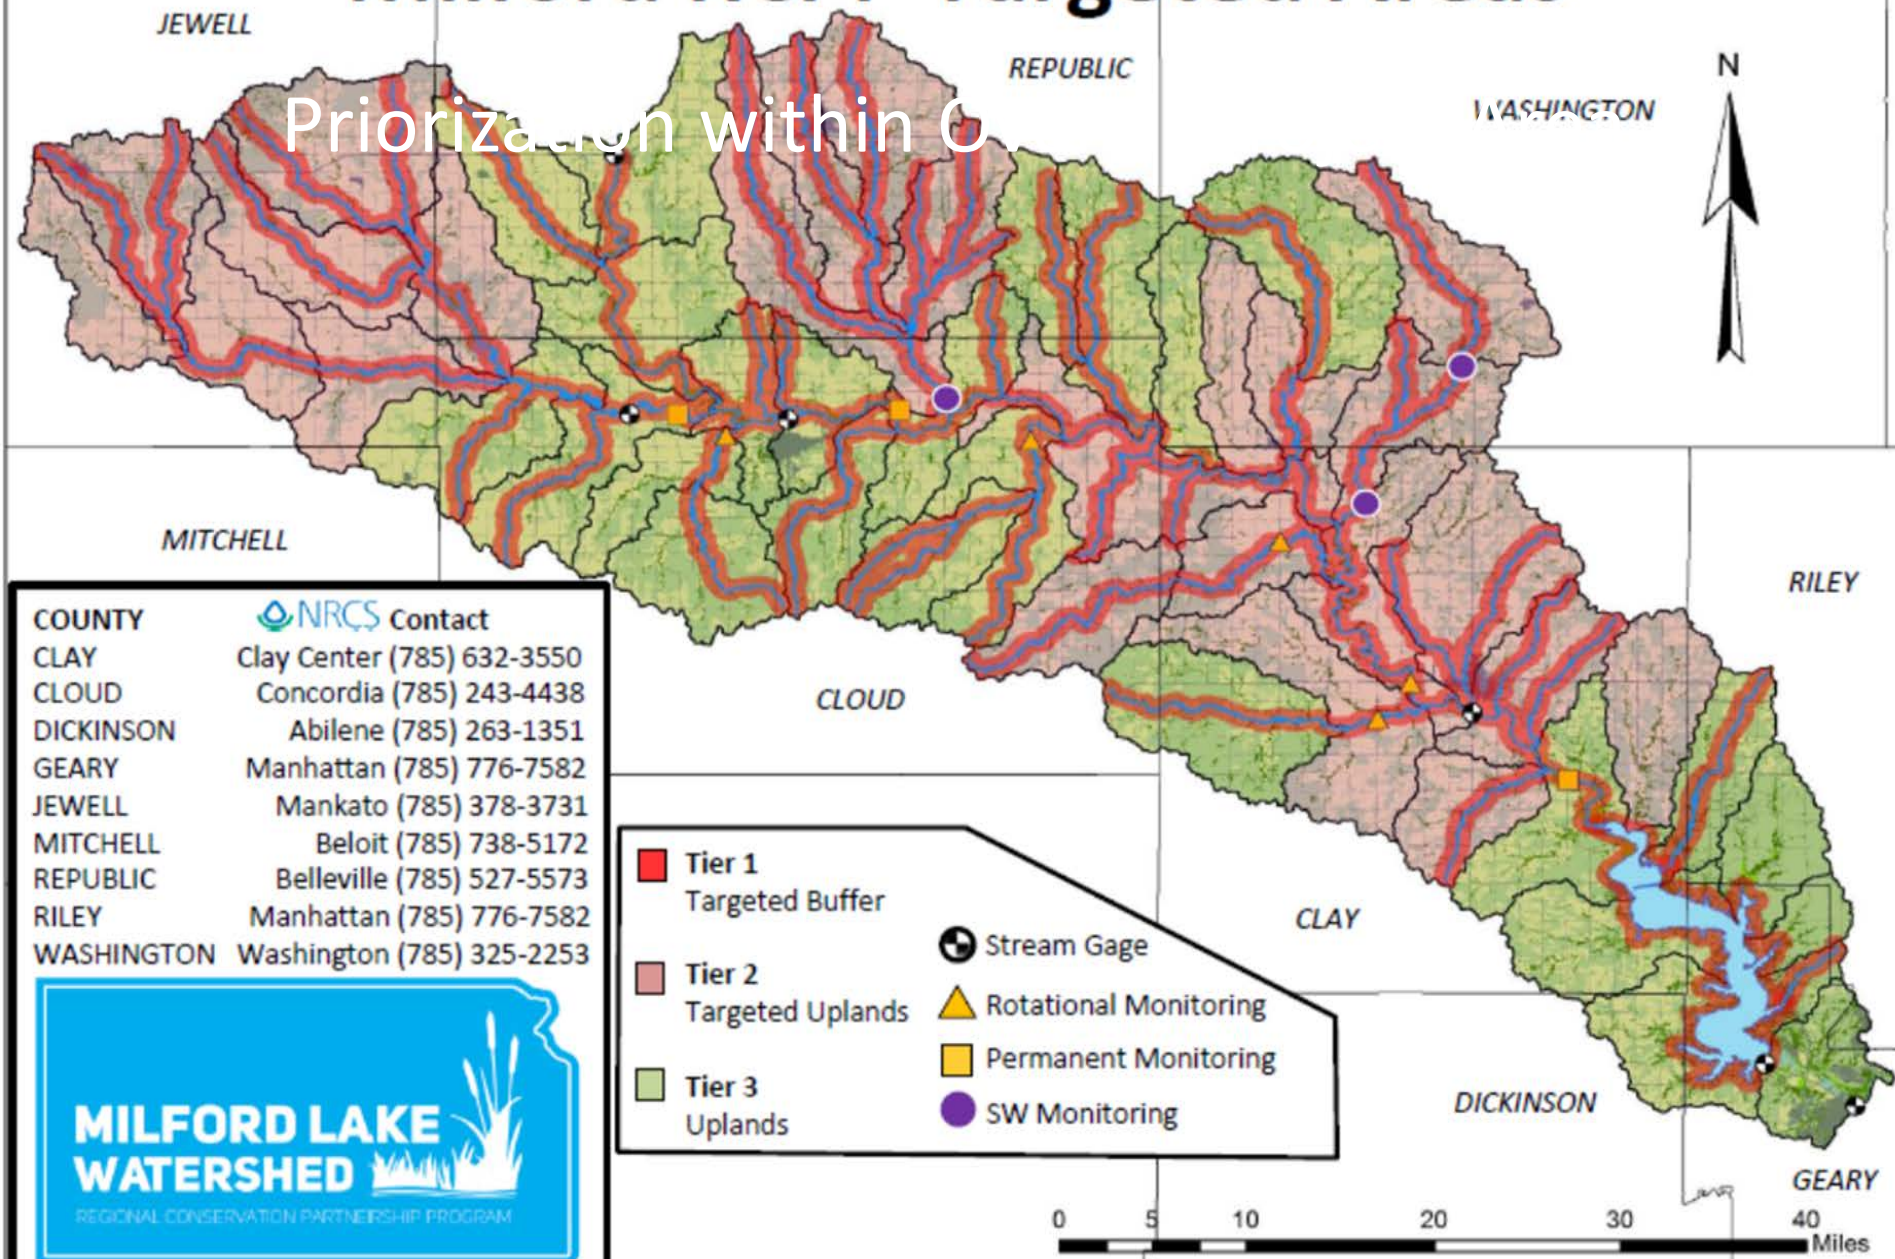 JEWELL
REPUBLIC
WASHINGTON
N
Priorization within
MITCHELL
RILEY
COUNTY NRCS Contact
CLAY Clay Center (785) 632-3550
CLOUD Concordia (785) 243-4438
DICKINSON Abilene (785) 263-1351
GEARY Manhattan (785) 776-7582
JEWELL Mankato (785) 378-3731
MITCHELL Beloit (785) 738-5172
REPUBLIC Belleville (785) 527-5573
RILEY Manhattan (785) 776-7582
WASHINGTON Washington (785) 325-2253
CLOUD
Tier 1
Targeted Buffer
Tier 2
Targeted Uplands
Tier 3
Uplands
Stream Gage
Rotational Monitoring
Permanent Monitoring
SW Monitoring
CLAY
DICKINSON
GEARY
MILFORD LAKE
WATERSHED
REGIONAL CONSERVATION PARTNERSHIP PROGRAM
0 5 10 20 30 40
Miles